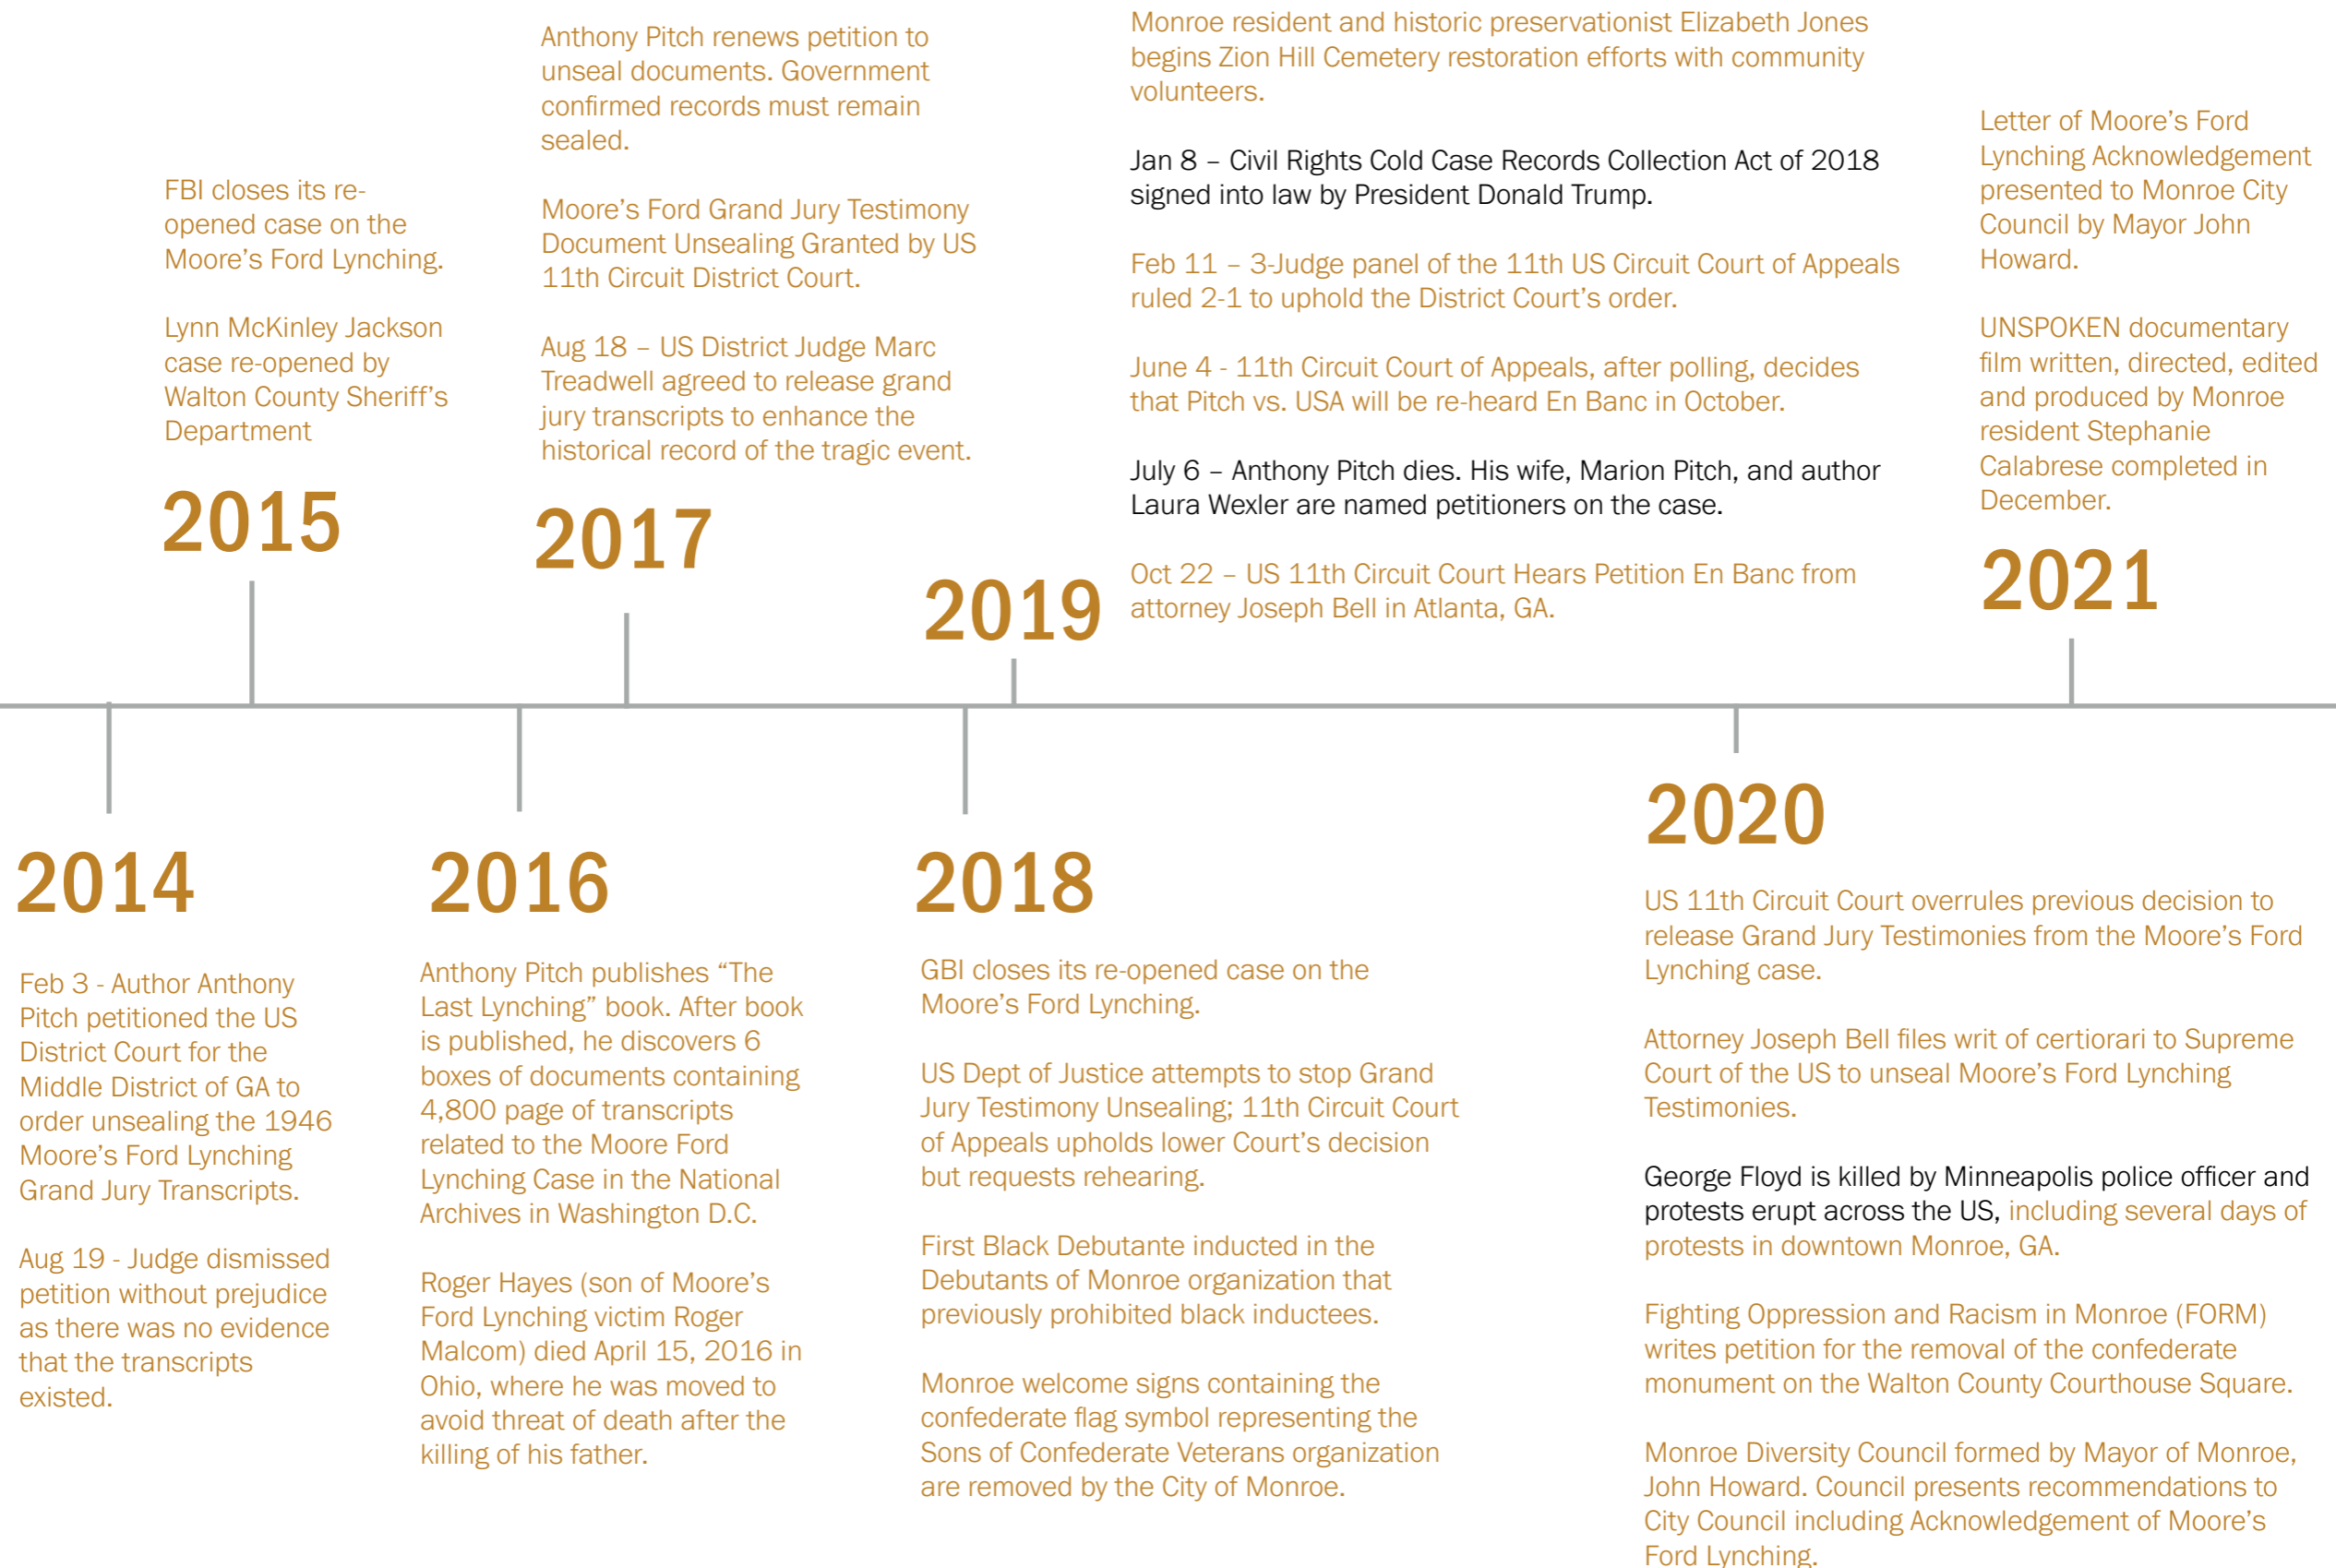 Anthony Pitch renews petition to
unseal documents. Government
confirmed records must remain
sealed.
Moore's Ford Grand Jury Testimony
Document Unsealing Granted by US
11th Circuit District Court.
Aug 18 – US District Judge Marc
Treadwell agreed to release grand
jury transcripts to enhance the
historical record of the tragic event.
2017
FBI closes its re-
opened case on the
Moore's Ford Lynching.
Lynn McKinley Jackson
case re-opened by
Walton County Sheriff's
Department
2015
Monroe resident and historic preservationist Elizabeth Jones
begins Zion Hill Cemetery restoration efforts with community
volunteers.
Jan 8 – Civil Rights Cold Case Records Collection Act of 2018
signed into law by President Donald Trump.
Feb 11 – 3-Judge panel of the 11th US Circuit Court of Appeals
ruled 2-1 to uphold the District Court's order.
June 4 - 11th Circuit Court of Appeals, after polling, decides
that Pitch vs. USA will be re-heard En Banc in October.
July 6 – Anthony Pitch dies. His wife, Marion Pitch, and author
Laura Wexler are named petitioners on the case.
Oct 22 – US 11th Circuit Court Hears Petition En Banc from
attorney Joseph Bell in Atlanta, GA.
2019
Letter of Moore's Ford
Lynching Acknowledgement
presented to Monroe City
Council by Mayor John
Howard.
UNSPOKEN documentary
film written, directed, edited
and produced by Monroe
resident Stephanie
Calabrese completed in
December.
2021
2014
Feb 3 - Author Anthony
Pitch petitioned the US
District Court for the
Middle District of GA to
order unsealing the 1946
Moore's Ford Lynching
Grand Jury Transcripts.
Aug 19 - Judge dismissed
petition without prejudice
as there was no evidence
that the transcripts
existed.
2016
Anthony Pitch publishes “The
Last Lynching” book. After book
is published, he discovers 6
boxes of documents containing
4,800 page of transcripts
related to the Moore Ford
Lynching Case in the National
Archives in Washington D.C.
Roger Hayes (son of Moore's
Ford Lynching victim Roger
Malcom) died April 15, 2016 in
Ohio, where he was moved to
avoid threat of death after the
killing of his father.
2018
GBI closes its re-opened case on the
Moore's Ford Lynching.
US Dept of Justice attempts to stop Grand
Jury Testimony Unsealing; 11th Circuit Court
of Appeals upholds lower Court's decision
but requests rehearing.
First Black Debutante inducted in the
Debutants of Monroe organization that
previously prohibited black inductees.
Monroe welcome signs containing the
confederate flag symbol representing the
Sons of Confederate Veterans organization
are removed by the City of Monroe.
2020
US 11th Circuit Court overrules previous decision to
release Grand Jury Testimonies from the Moore's Ford
Lynching case.
Attorney Joseph Bell files writ of certiorari to Supreme
Court of the US to unseal Moore's Ford Lynching
Testimonies.
George Floyd is killed by Minneapolis police officer and
protests erupt across the US, including several days of
protests in downtown Monroe, GA.
Fighting Oppression and Racism in Monroe (FORM)
writes petition for the removal of the confederate
monument on the Walton County Courthouse Square.
Monroe Diversity Council formed by Mayor of Monroe,
John Howard. Council presents recommendations to
City Council including Acknowledgement of Moore's
Ford Lynching.